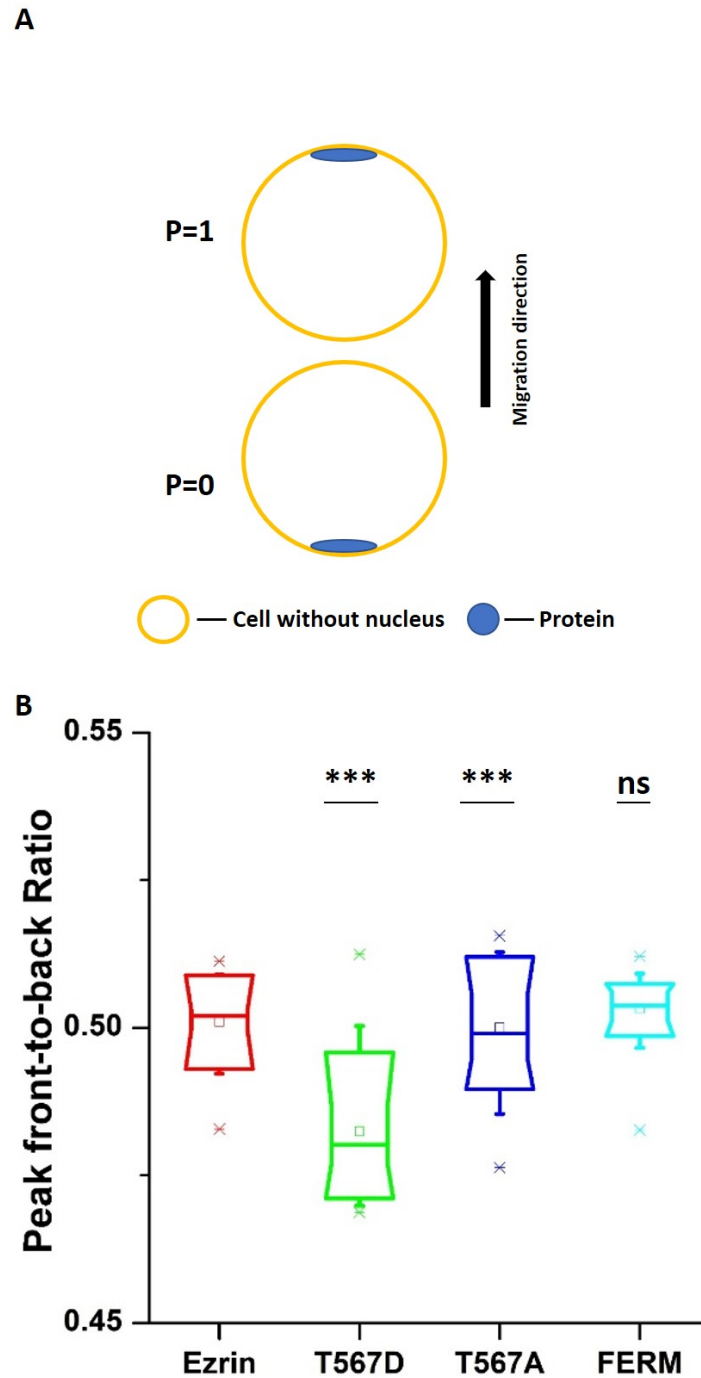 A
P=1
Migration direction
P=0
Cell without nucleus
Protein
B
0.55
*** *** ns
Peak front-to-back Ratio
0.50
0.45
Ezrin T567D T567A FERM